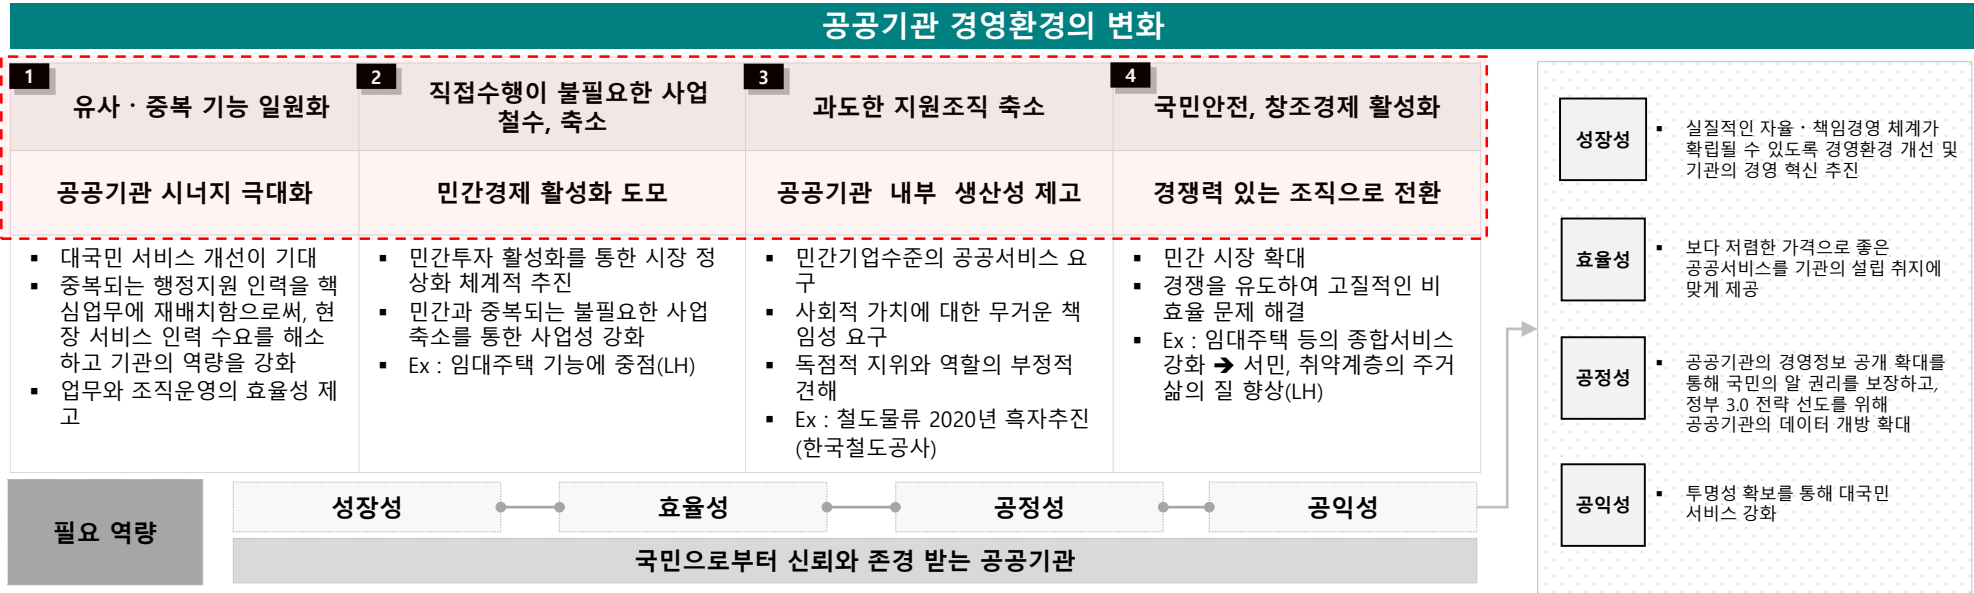 공공기관 경영환경의 변화
1
유사 · 중복 기능 일원화
2
직접수행이 불필요한 사업
철수, 축소
3
과도한 지원조직 축소
4
국민안전, 창조경제 활성화
공공기관 시너지 극대화
민간경제 활성화 도모
공공기관 내부 생산성 제고
경쟁력 있는 조직으로 전환
▪ 대국민 서비스 개선이 기대
▪ 중복되는 행정지원 인력을 핵
심업무에 재배치함으로써, 현
장 서비스 인력 수요를 해소
하고 기관의 역량을 강화
▪ 업무와 조직운영의 효율성 제
고
▪ 민간투자 활성화를 통한 시장 정
상화 체계적 추진
▪ 민간과 중복되는 불필요한 사업
축소를 통한 사업성 강화
▪ Ex : 임대주택 기능에 중점(LH)
▪ 민간기업수준의 공공서비스 요
구
▪ 사회적 가치에 대한 무거운 책
임성 요구
▪ 독점적 지위와 역할의 부정적
견해
▪ Ex : 철도물류 2020년 흑자추진
(한국철도공사)
▪ 민간 시장 확대
▪ 경쟁을 유도하여 고질적인 비
효율 문제 해결
▪ Ex : 임대주택 등의 종합서비스
강화 ➔ 서민, 취약계층의 주거
삶의 질 향상(LH)
필요 역량
성장성
효율성
공정성
공익성
국민으로부터 신뢰와 존경 받는 공공기관
성장성
▪ 실질적인 자율 · 책임경영 체계가
확립될 수 있도록 경영환경 개선 및
기관의 경영 혁신 추진
효율성
▪ 보다 저렴한 가격으로 좋은
공공서비스를 기관의 설립 취지에
맞게 제공
공정성
▪ 공공기관의 경영정보 공개 확대를
통해 국민의 알 권리를 보장하고,
정부 3.0 전략 선도를 위해
공공기관의 데이터 개방 확대
공익성
▪ 투명성 확보를 통해 대국민
서비스 강화